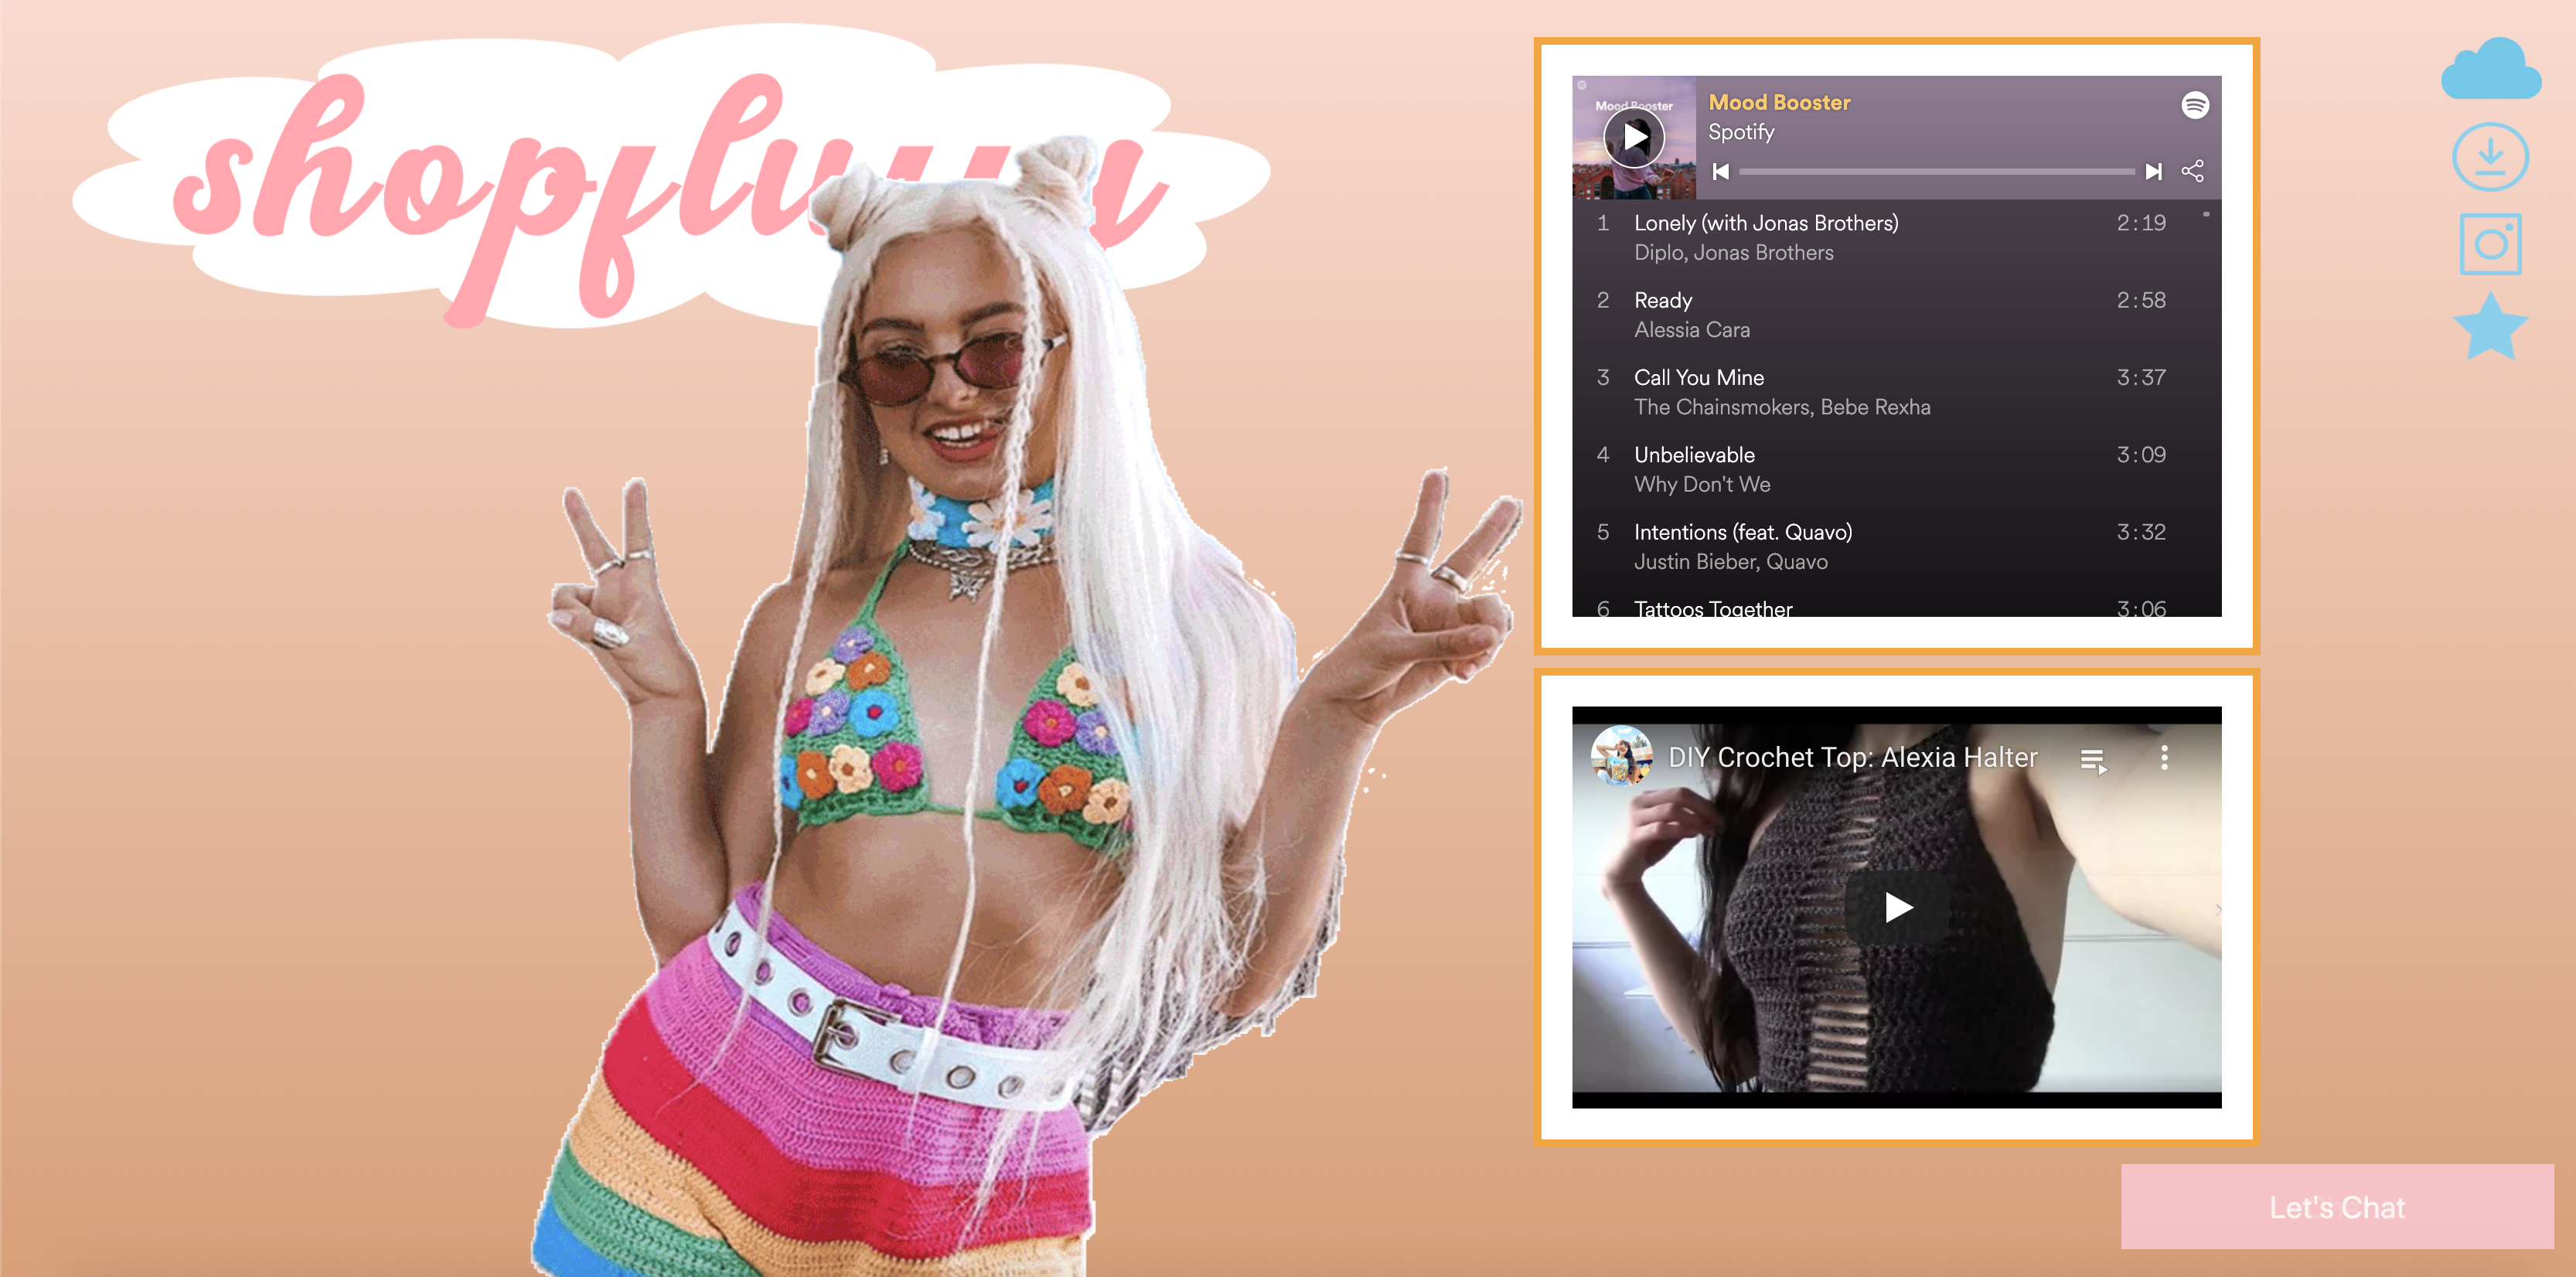 Mood Booster
Mood Booster
Spotify
1 Lonely (with Jonas Brothers) 2:19
Diplo, Jonas Brothers
2 Ready 2:58
Alessia Cara
3 Call You Mine 3:37
The Chainsmokers, Bebe Rexha
4 Unbelievable 3:09
Why Don't We
5 Intentions (feat. Quavo) 3:32
Justin Bieber, Quavo
6 Tattoos Together 3:06
DIY Crochet Top: Alexia Halter
Let's Chat